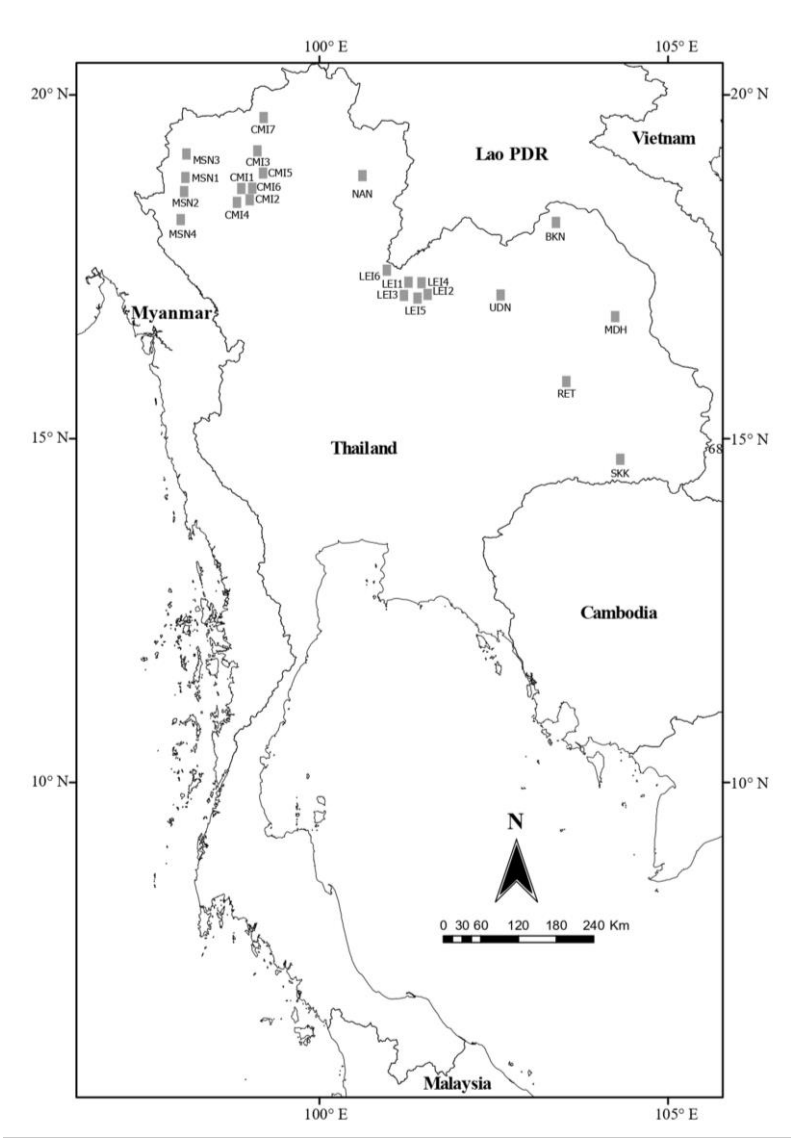 100° E 105° E
20° N 20° N
CMI7
Vietnam
Lao PDR
MSN3 CMI3
CMI5
MSN1 CMI1
CMI6
NAN
MSN2 CMI2
CMI4
MSN4 BKN
LEI6
LEI1 LEI4
LEI3 LEI2
LEI5 UDN
Myanmar
MDH
RET
15° N 15° N
Thailand 68
SKK
Cambodia
10° N 10° N
N
0 30 60 120 180 240 Km
Malaysia
100° E 105° E